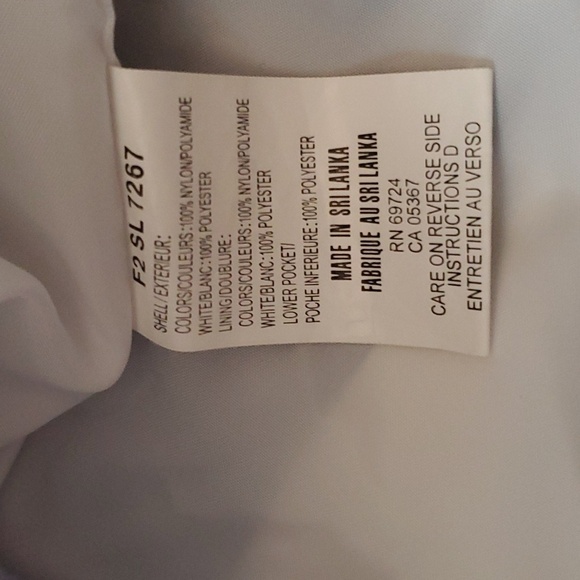 F2 SL 7267
SHELL/EXTERIEUR:
COLORS/COULEURS:100% NYLON/POLYAMIDE
WHITE/BLANC:100% POLYESTER
LINING/DOUBLURE:
COLORS/COULEURS:100% NYLON/POLYAMIDE
WHITE/BLANC:100% POLYESTER
LOWER POCKET/
POCHE INFERIEURE:100% POLYESTER
MADE IN SRI LANKA
FABRIQUE AU SRI LANKA
RN 69724
CA 05367
CARE ON REVERSE SIDE
INSTRUCTIONS D
ENTRETIEN AU VERSO